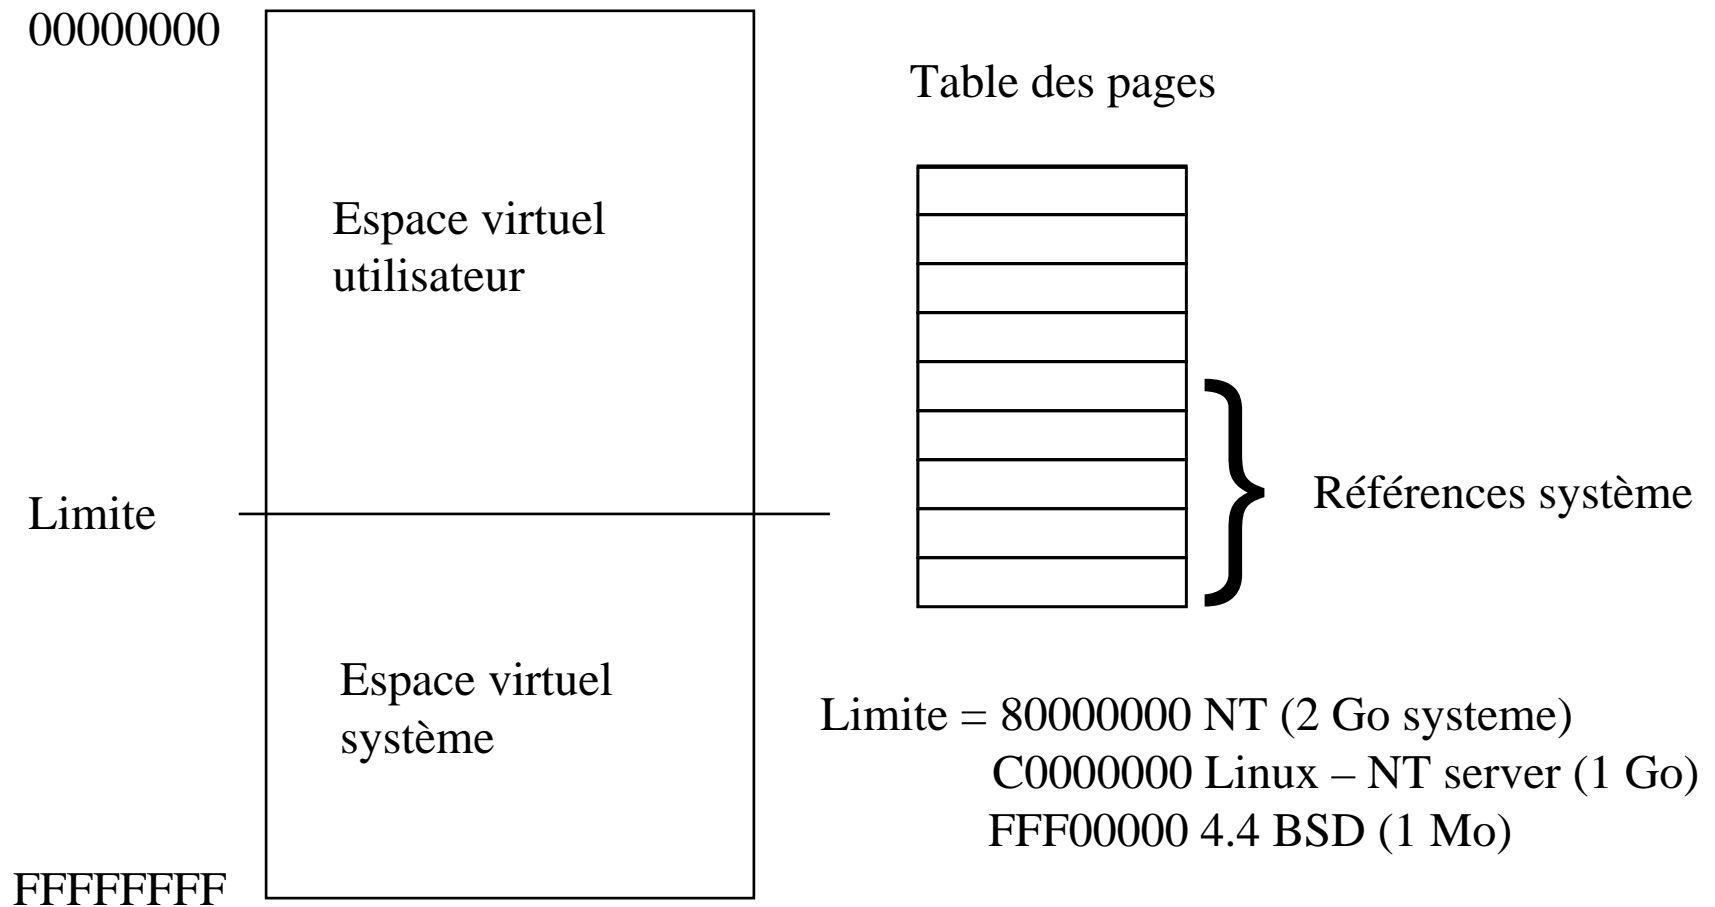 00000000
Table des pages
Espace virtuel
utilisateur
Limite
Références système
Espace virtuel
système
Limite = 80000000 NT (2 Go systeme)
C0000000 Linux – NT server (1 Go)
FFF00000 4.4 BSD (1 Mo)
FFFFFFFF